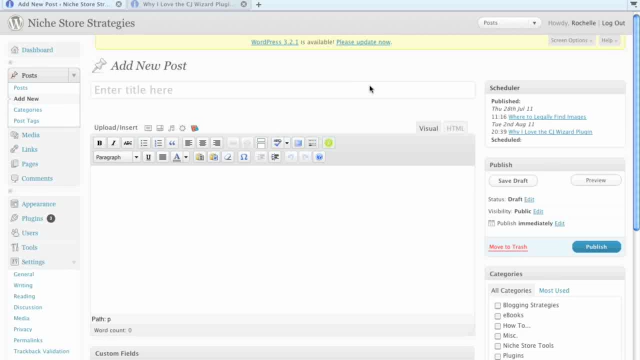 Add New Post ‹ Niche Store Str...
Why I Love the CJ Wizard Plugi...
Niche Store Strategies
Posts
Howdy, Rochelle | Log Out
WordPress 3.2.1 is available! Please update now.
Screen Options
Help
Dashboard
Posts
Posts
Add New
Categories
Post Tags
Media
Links
Pages
Comments
Appearance
Plugins
Users
Tools
Settings
General
Writing
Reading
Discussion
Media
Privacy
Permalinks
Trackback Validation
Add New Post
Enter title here
Upload/Insert
Visual
HTML
Paragraph
Path: p
Word count: 0
Custom Fields
Scheduler
Published:
Thu 28th Jul 11
11:16 Where to Legally Find Images
Tue 2nd Aug 11
20:39 Why I Love the CJ Wizard Plugin
Scheduled:
Publish
Save Draft
Preview
Status: Draft Edit
Visibility: Public Edit
Publish immediately Edit
Move to Trash
Publish
Categories
All Categories
Most Used
Blogging Strategies
eBooks
How To...
Misc.
Niche Store Tools
Plugins